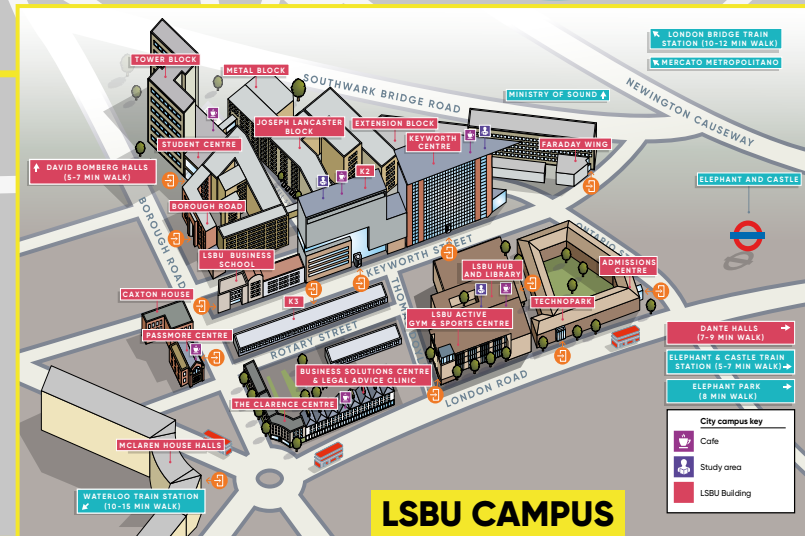 TOWER BLOCK
METAL BLOCK
SOUTHWARK BRIDGE ROAD
LONDON BRIDGE TRAIN
STATION (10-12 MIN WALK)
MERCATO METROPOLITANO
MINISTRY OF SOUND
NEWINGTON CAUSEWAY
JOSEPH LANCASTER
BLOCK
EXTENSION BLOCK
KEYWORTH
CENTRE
FARADAY WING
STUDENT CENTRE
DAVID BOMBERG HALLS
(5-7 MIN WALK)
K2
ELEPHANT AND CASTLE
BOROUGH ROAD
BOROUGH ROAD
LSBU BUSINESS
SCHOOL
KEYWORTH STREET
ONTARIO ST
LSBU HUB
AND LIBRARY
ADMISSIONS
CENTRE
CAXTON HOUSE
K3
TECHNOPARK
LSBU ACTIVE
GYM & SPORTS CENTRE
PASSMORE CENTRE
ROTARY STREET
DANTE HALLS
(7-9 MIN WALK)
BUSINESS SOLUTIONS CENTRE
& LEGAL ADVICE CLINIC
ELEPHANT & CASTLE TRAIN
STATION (5-7 MIN WALK)
LONDON ROAD
ELEPHANT PARK
(8 MIN WALK)
THE CLARENCE CENTRE
City campus key
Cafe
Study area
LSBU Building
MCLAREN HOUSE HALLS
WATERLOO TRAIN STATION
(10-15 MIN WALK)
LSBU CAMPUS